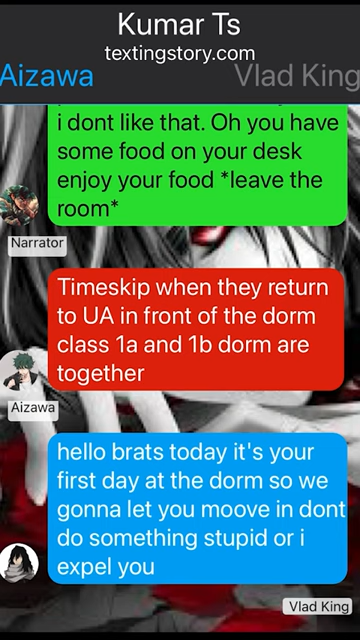 Kumar Ts
textingstory.com
Aizawa
Vlad King
i dont like that. Oh you have
some food on your desk
enjoy your food *leave the
room*
Narrator
Timeskip when they return
to UA in front of the dorm
class 1a and 1b dorm are
together
Aizawa
hello brats today it's your
first day at the dorm so we
gonna let you moove in dont
do something stupid or i
expel you
Vlad King